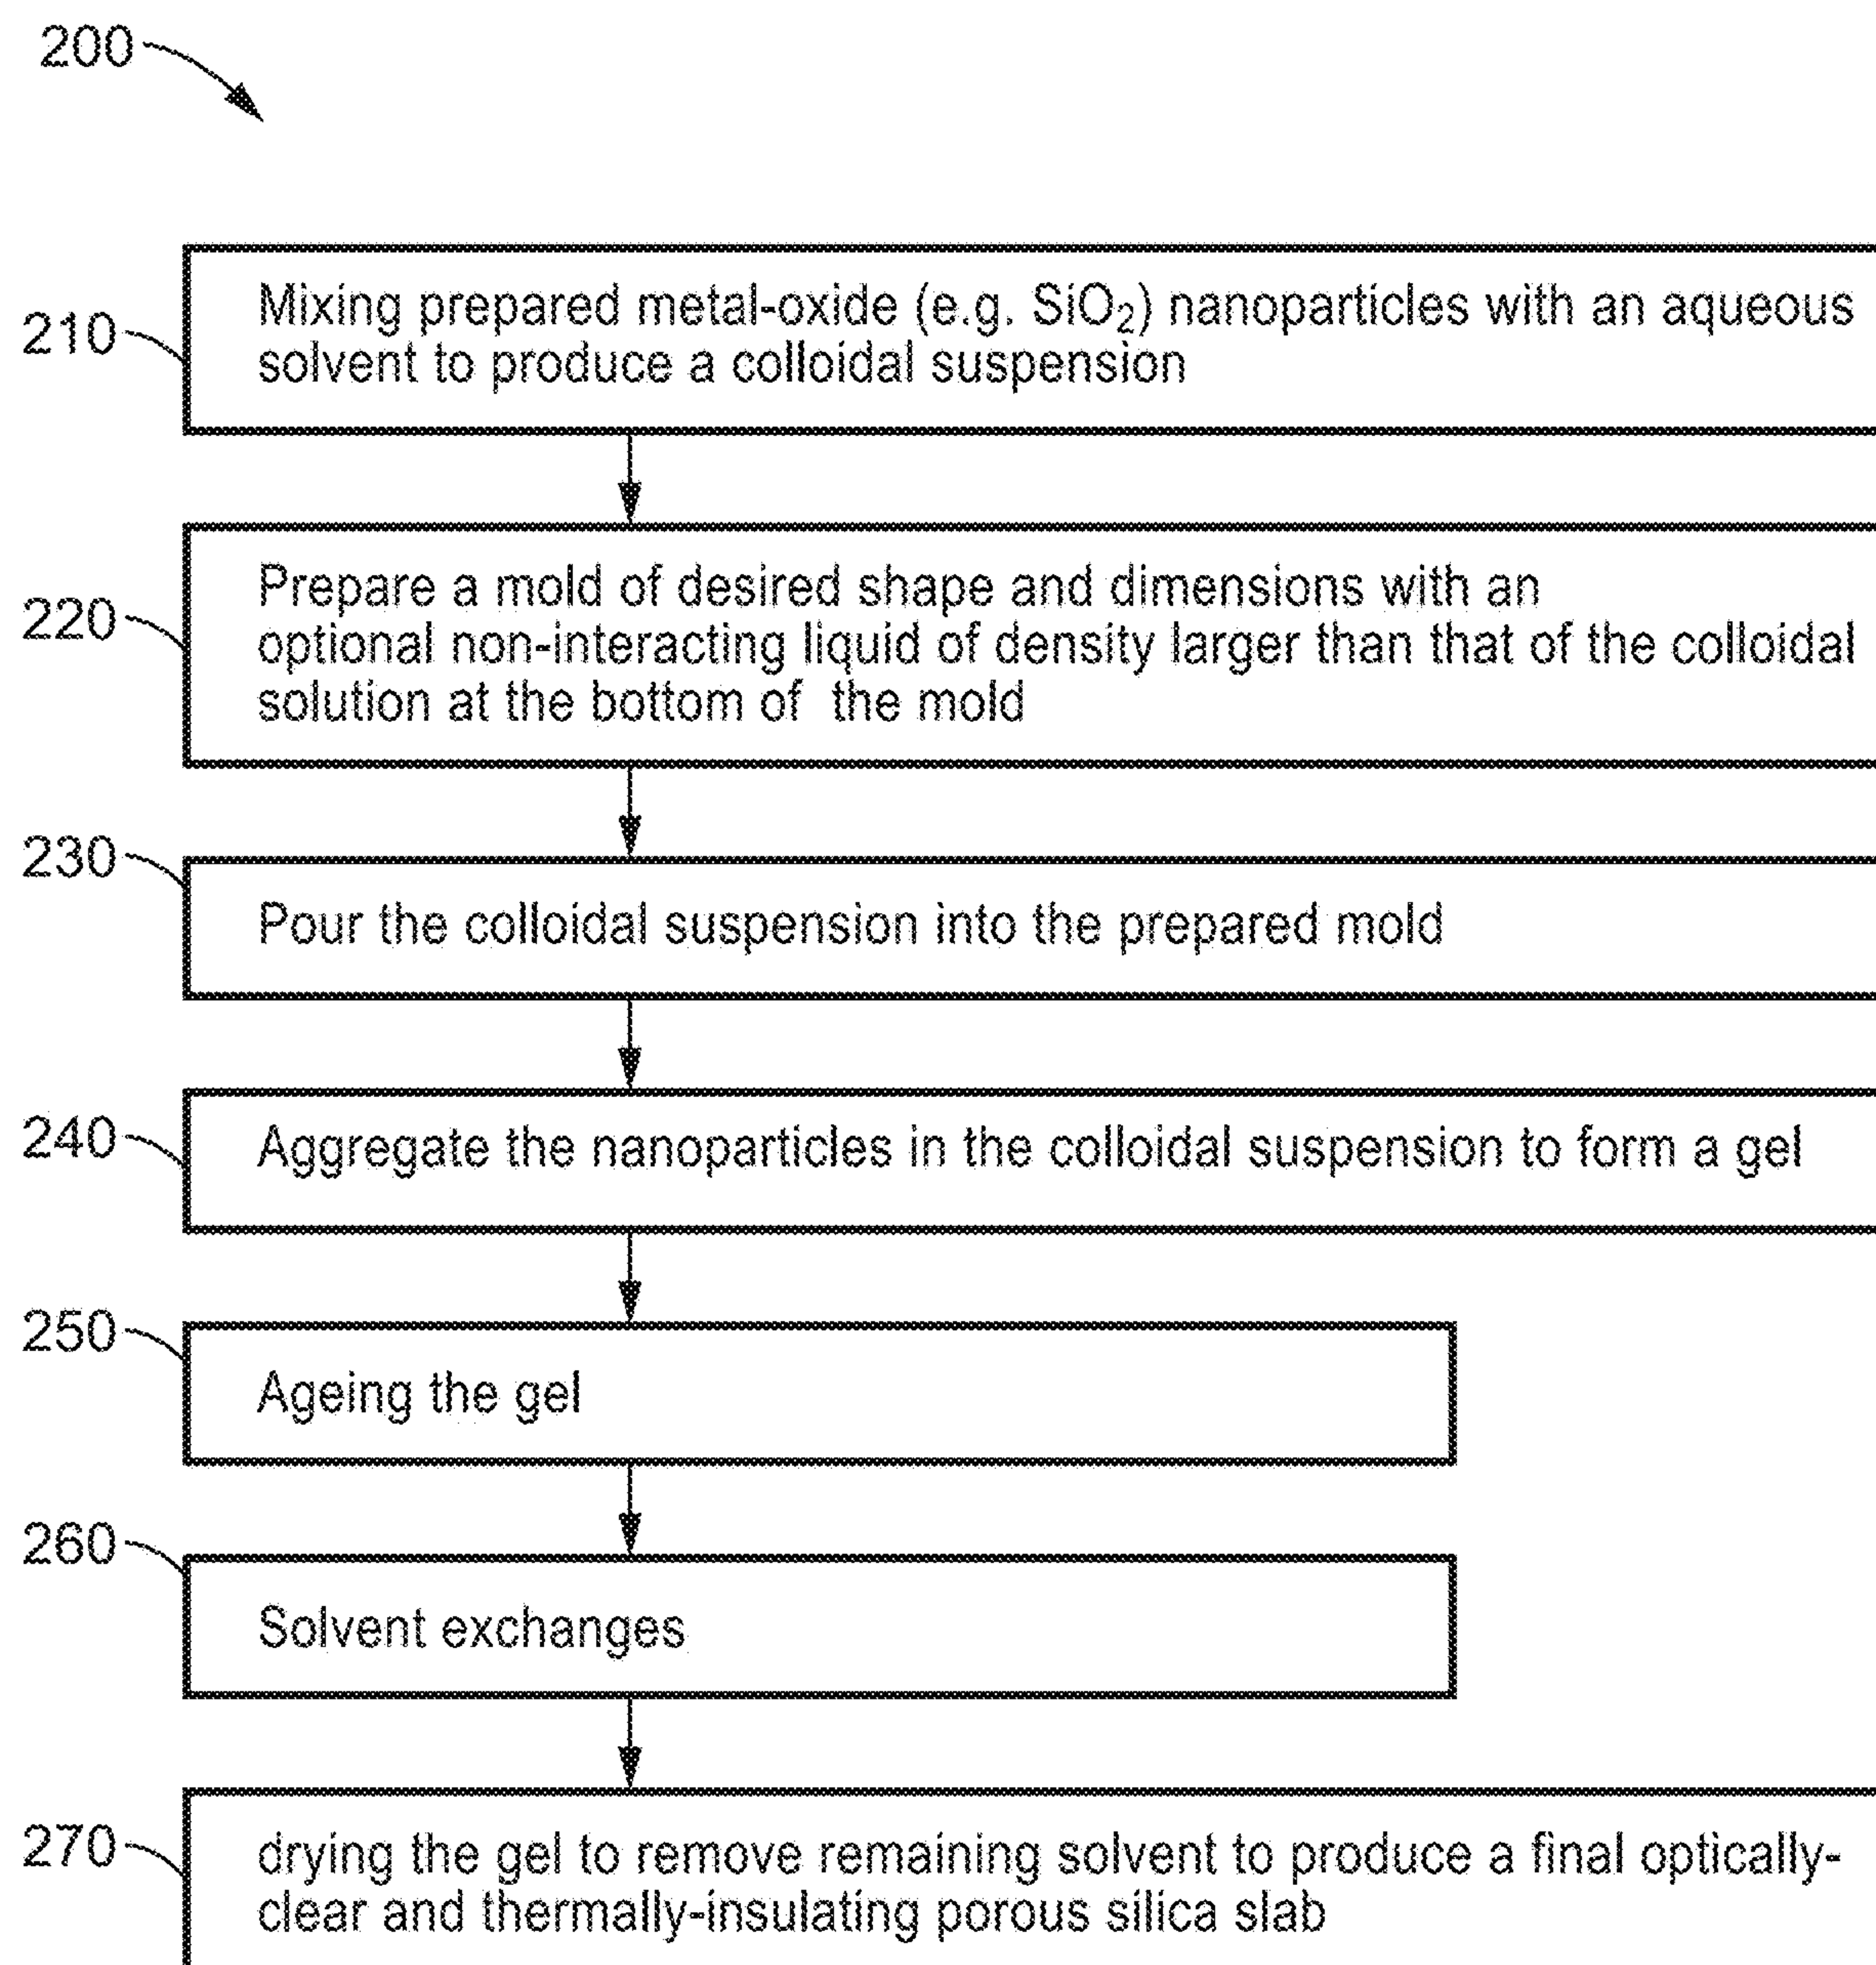 200
210
Mixing prepared metal-oxide (e.g. SiO₂) nanoparticles with an aqueous
solvent to produce a colloidal suspension
220
Prepare a mold of desired shape and dimensions with an
optional non-interacting liquid of density larger than that of the colloidal
solution at the bottom of the mold
230
Pour the colloidal suspension into the prepared mold
240
Aggregate the nanoparticles in the colloidal suspension to form a gel
250
Ageing the gel
260
Solvent exchanges
270
drying the gel to remove remaining solvent to produce a final optically-
clear and thermally-insulating porous silica slab